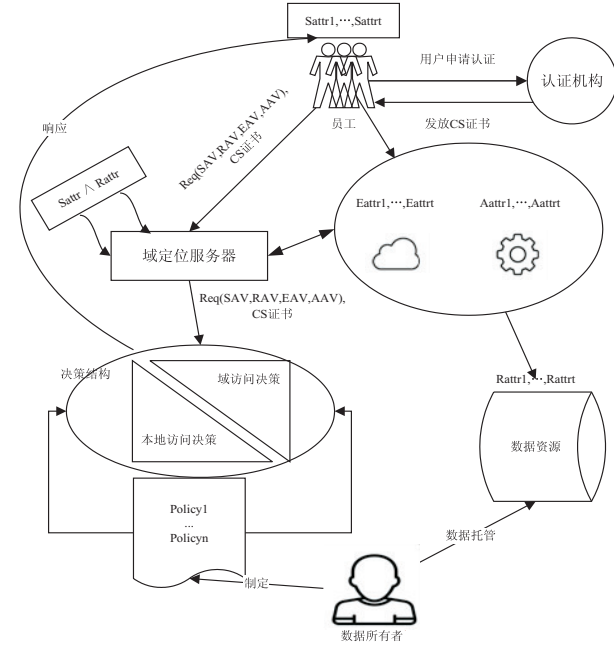 Sattr1,⋯,Sattrt
用户申请认证
认证机构
员工
发放CS证书
响应
Req(SAV,RAV,EAV,AAV),
CS证书
Sattr ∧ Rattr
Eattr1,⋯,Eattrt
Aattr1,⋯,Aattrt
域定位服务器
Req(SAV,RAV,EAV,AAV),
CS证书
决策结构
域访问决策
本地访问决策
Rattr1,⋯,Rattrt
数据资源
Policy1
...
Policyn
数据托管
制定
数据所有者